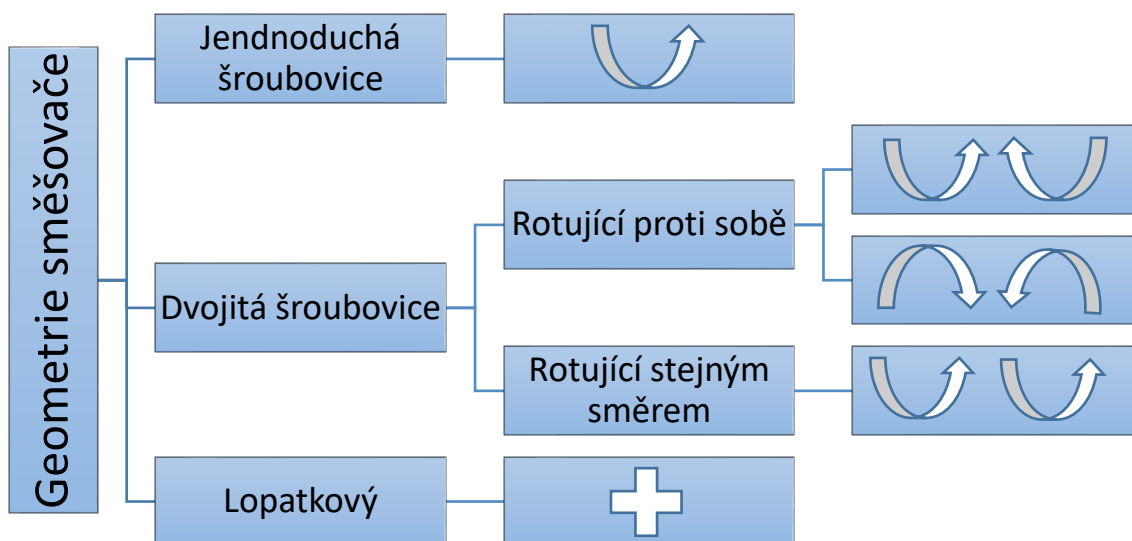 Geometrie směšovače
Jendnoduchá
šroubovice
Dvojitá šroubovice
Rotující proti sobě
Rotující stejným
směrem
Lopatkový